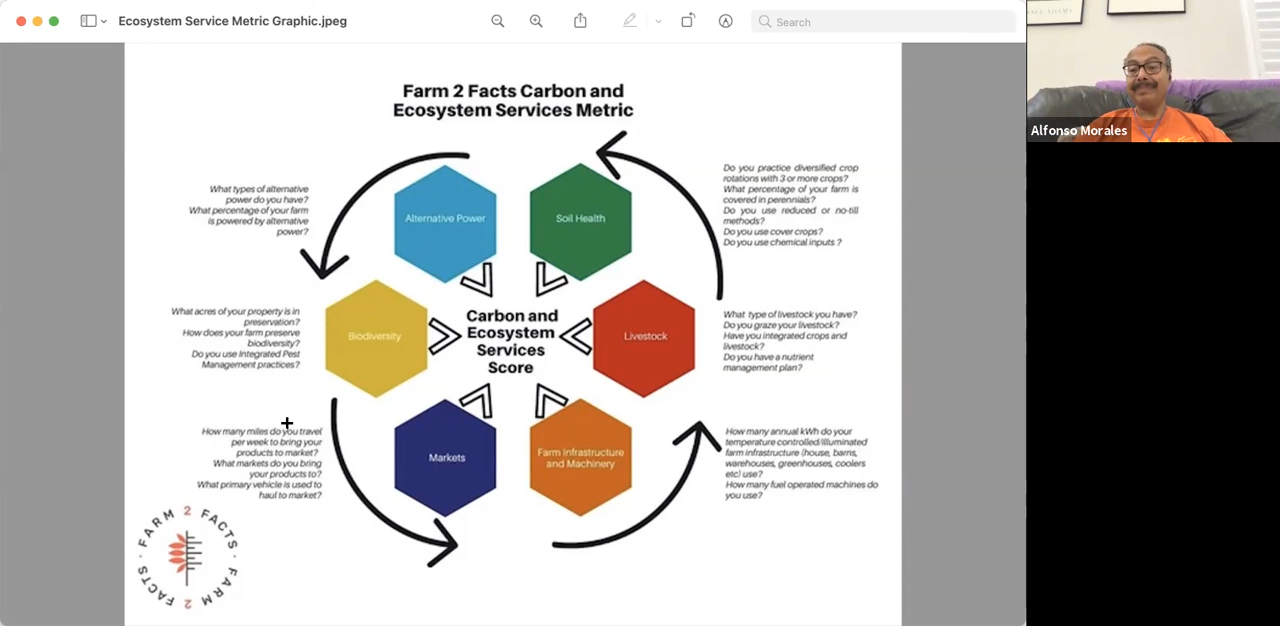 Ecosystem Service Metric Graphic.jpeg
Search
Farm 2 Facts Carbon and
Ecosystem Services Metric
What types of alternative
power do you have?
What percentage of your farm
is powered by alternative
power?
Alternative Power
Soil Health
Do you practice diversified crop
rotations with 3 or more crops?
What percentage of your farm is
covered in perennials?
Do you use reduced or no-till
methods?
Do you use cover crops?
Do you use chemical inputs ?
What acres of your property is in
preservation?
How does your farm preserve
biodiversity?
Do you use Integrated Pest
Management practices?
Biodiversity
Carbon and
Ecosystem
Services
Score
Livestock
What type of livestock you have?
Do you graze your livestock?
Have you integrated crops and
livestock?
Do you have a nutrient
management plan?
How many miles do you travel
per week to bring your
products to market?
What markets do you bring
your products to?
What primary vehicle is used to
haul to market?
Markets
Farm Infrastructure
and Machinery
How many annual kWh do your
temperature controlled/illuminated
farm infrastructure (house, barns,
warehouses, greenhouses, coolers
etc) use?
How many fuel operated machines do
you use?
FARM 2 FACTS · FARM 2 FACTS ·
Alfonso Morales